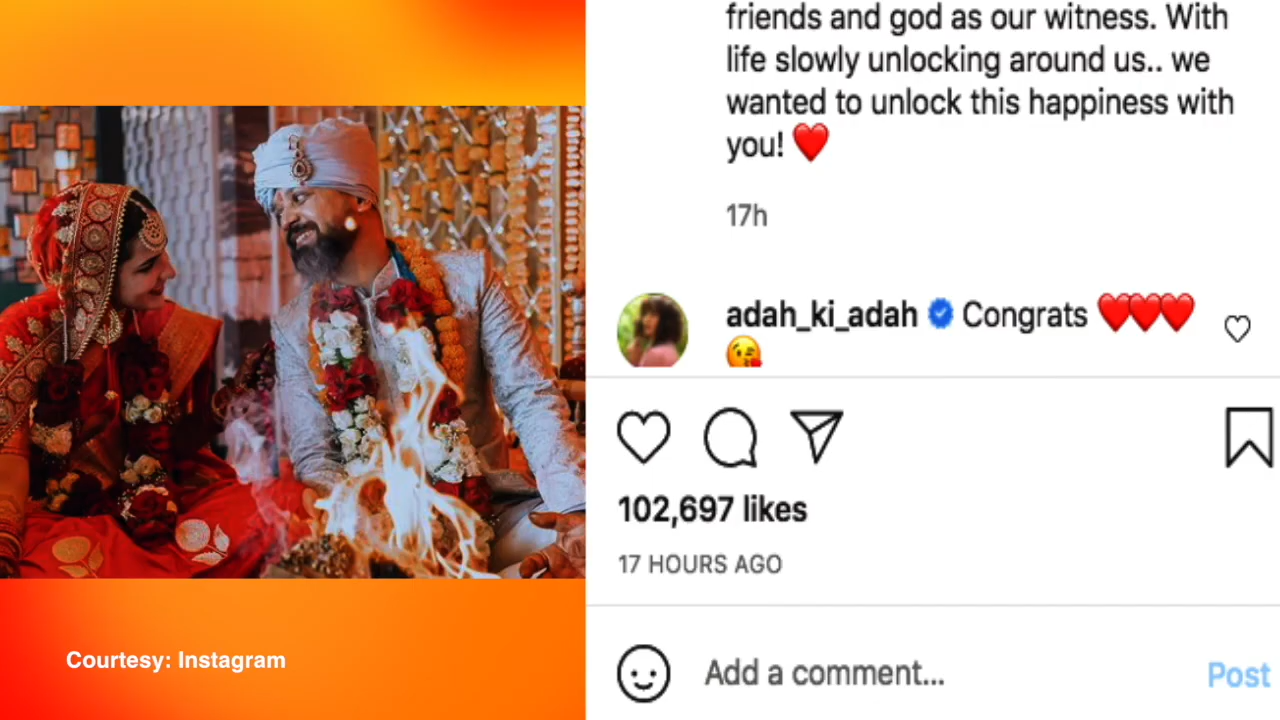 friends and god as our witness. With
life slowly unlocking around us.. we
wanted to unlock this happiness with
you! ❤️
17h
adah_ki_adah Congrats ❤️❤️❤️
😘
102,697 likes
17 HOURS AGO
Add a comment...
Post
Courtesy: Instagram